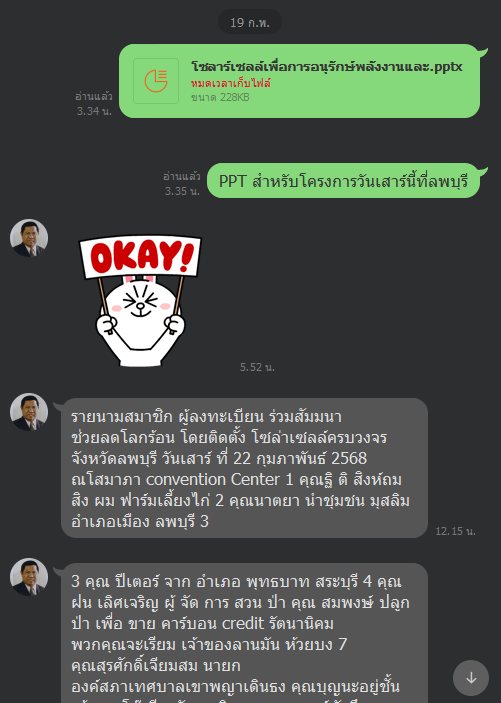 19 ก.พ.
โซลาร์เซลล์เพื่อการอนุรักษ์พลังงานและ.pptx
หมดเวลาเก็บไฟล์
ขนาด 228KB
อ่านแล้ว
3.34 น.
อ่านแล้ว
3.35 น.
PPT สำหรับโครงการวันเสาร์นี้ที่ลพบุรี
OKAY!
5.52 น.
รายนามสมาชิก ผู้ลงทะเบียน ร่วมสัมมนา
ช่วยลดโลกร้อน โดยติดตั้ง โซล่าเซลล์ครบวงจร
จังหวัดลพบุรี วันเสาร์ ที่ 22 กุมภาพันธ์ 2568
ณโสมาภา convention Center 1 คุณฐิ ติ สิงห์ถม
สิง ผม ฟาร์มเลี้ยงไก่ 2 คุณนาตยา นำชุมชน มุสลิม
อำเภอเมือง ลพบุรี 3
12.15 น.
3 คุณ ปีเตอร์ จาก อำเภอ พุทธบาท สระบุรี 4 คุณ
ฝน เลิศเจริญ ผู้ จัด การ สวน ป่า คุณ สมพงษ์ ปลูก
ป่า เพื่อ ขาย คาร์บอน credit รัตนานิคม
พวกคุณจะเรียม เจ้าของลานมัน ห้วยบง 7
คุณสุรศักดิ์เจียมสม นายก
องค์สภาเทศบาลเขาพญาเดินธง คุณบุญนะอยู่ขั้น